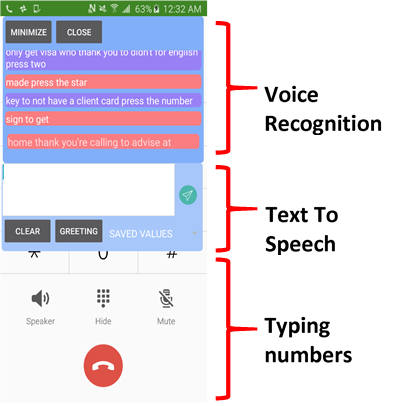 63% 12:32 AM
MINIMIZE CLOSE
only get visa who thank you to didn't for english
press two
made press the star
key to not have a client card press the number
sign to get
home thank you're calling to advise at
Voice
Recognition
CLEAR GREETING SAVED VALUES
Text To
Speech
* 0 #
Speaker Hide Mute
Typing
numbers